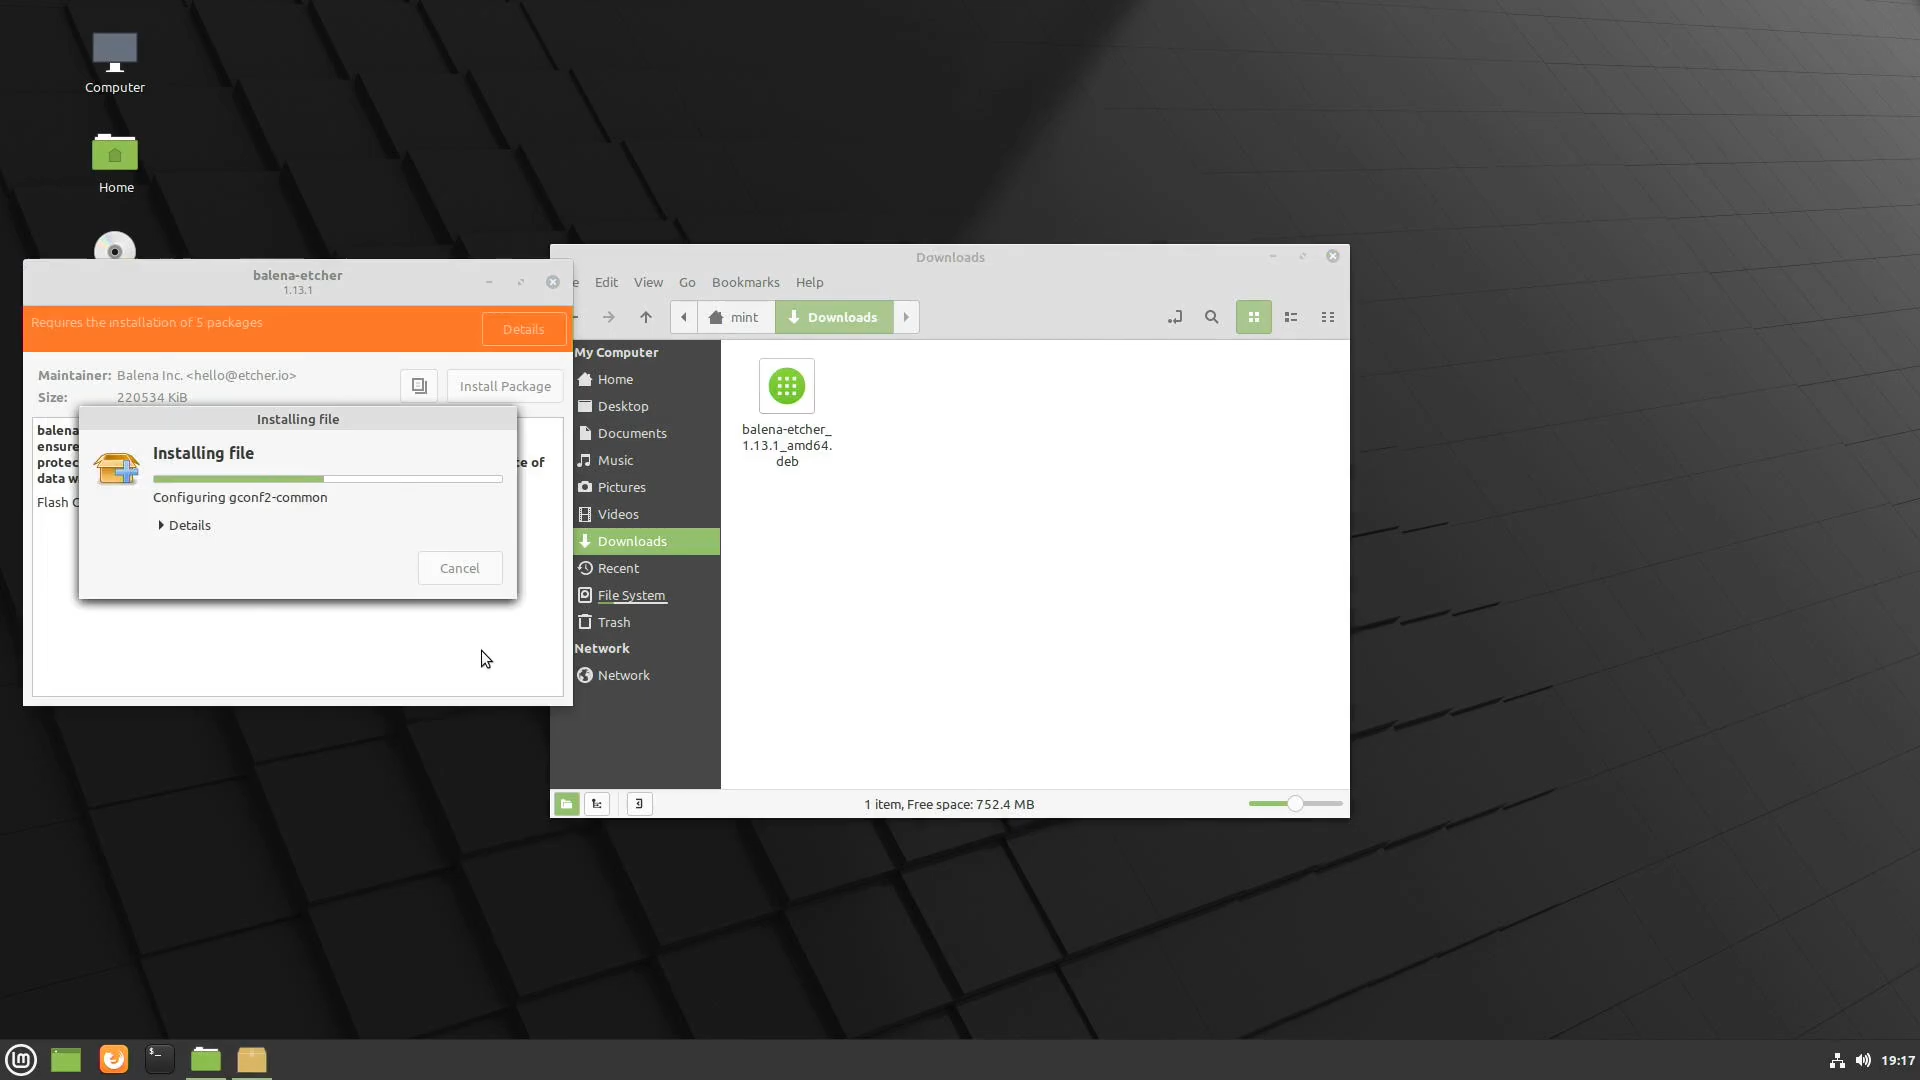 Computer
Home
balena-etcher
1.13.1
Requires the installation of 5 packages
Details
Maintainer: Balena Inc. <hello@etcher.io>
Size: 220534 KiB
Install Package
balena
ensure
protec
te of
data w
Flash
Installing file
Installing file
Configuring gconf2-common
Details
Cancel
Downloads
Edit View Go Bookmarks Help
mint Downloads
My Computer
Home
Desktop
Documents
Music
Pictures
Videos
Downloads
Recent
File System
Trash
Network
Network
balena-etcher_
1.13.1_amd64.
deb
1 item, Free space: 752.4 MB
19:17